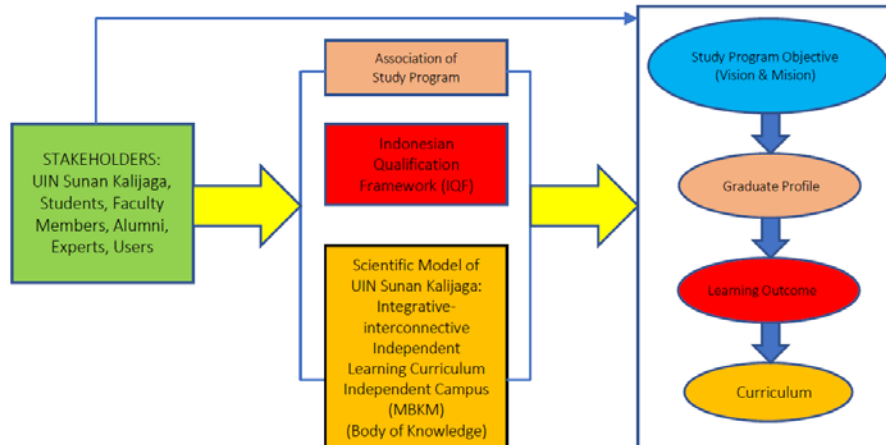 STAKEHOLDERS:
UIN Sunan Kalijaga,
Students, Faculty
Members, Alumni,
Experts, Users
Association of
Study Program
Indonesian
Qualification
Framework (IQF)
Scientific Model of
UIN Sunan Kalijaga:
Integrative-
interconnective
Independent
Learning Curriculum
Independent Campus
(MBKM)
(Body of Knowledge)
Study Program Objective
(Vision & Mision)
Graduate Profile
Learning Outcome
Curriculum